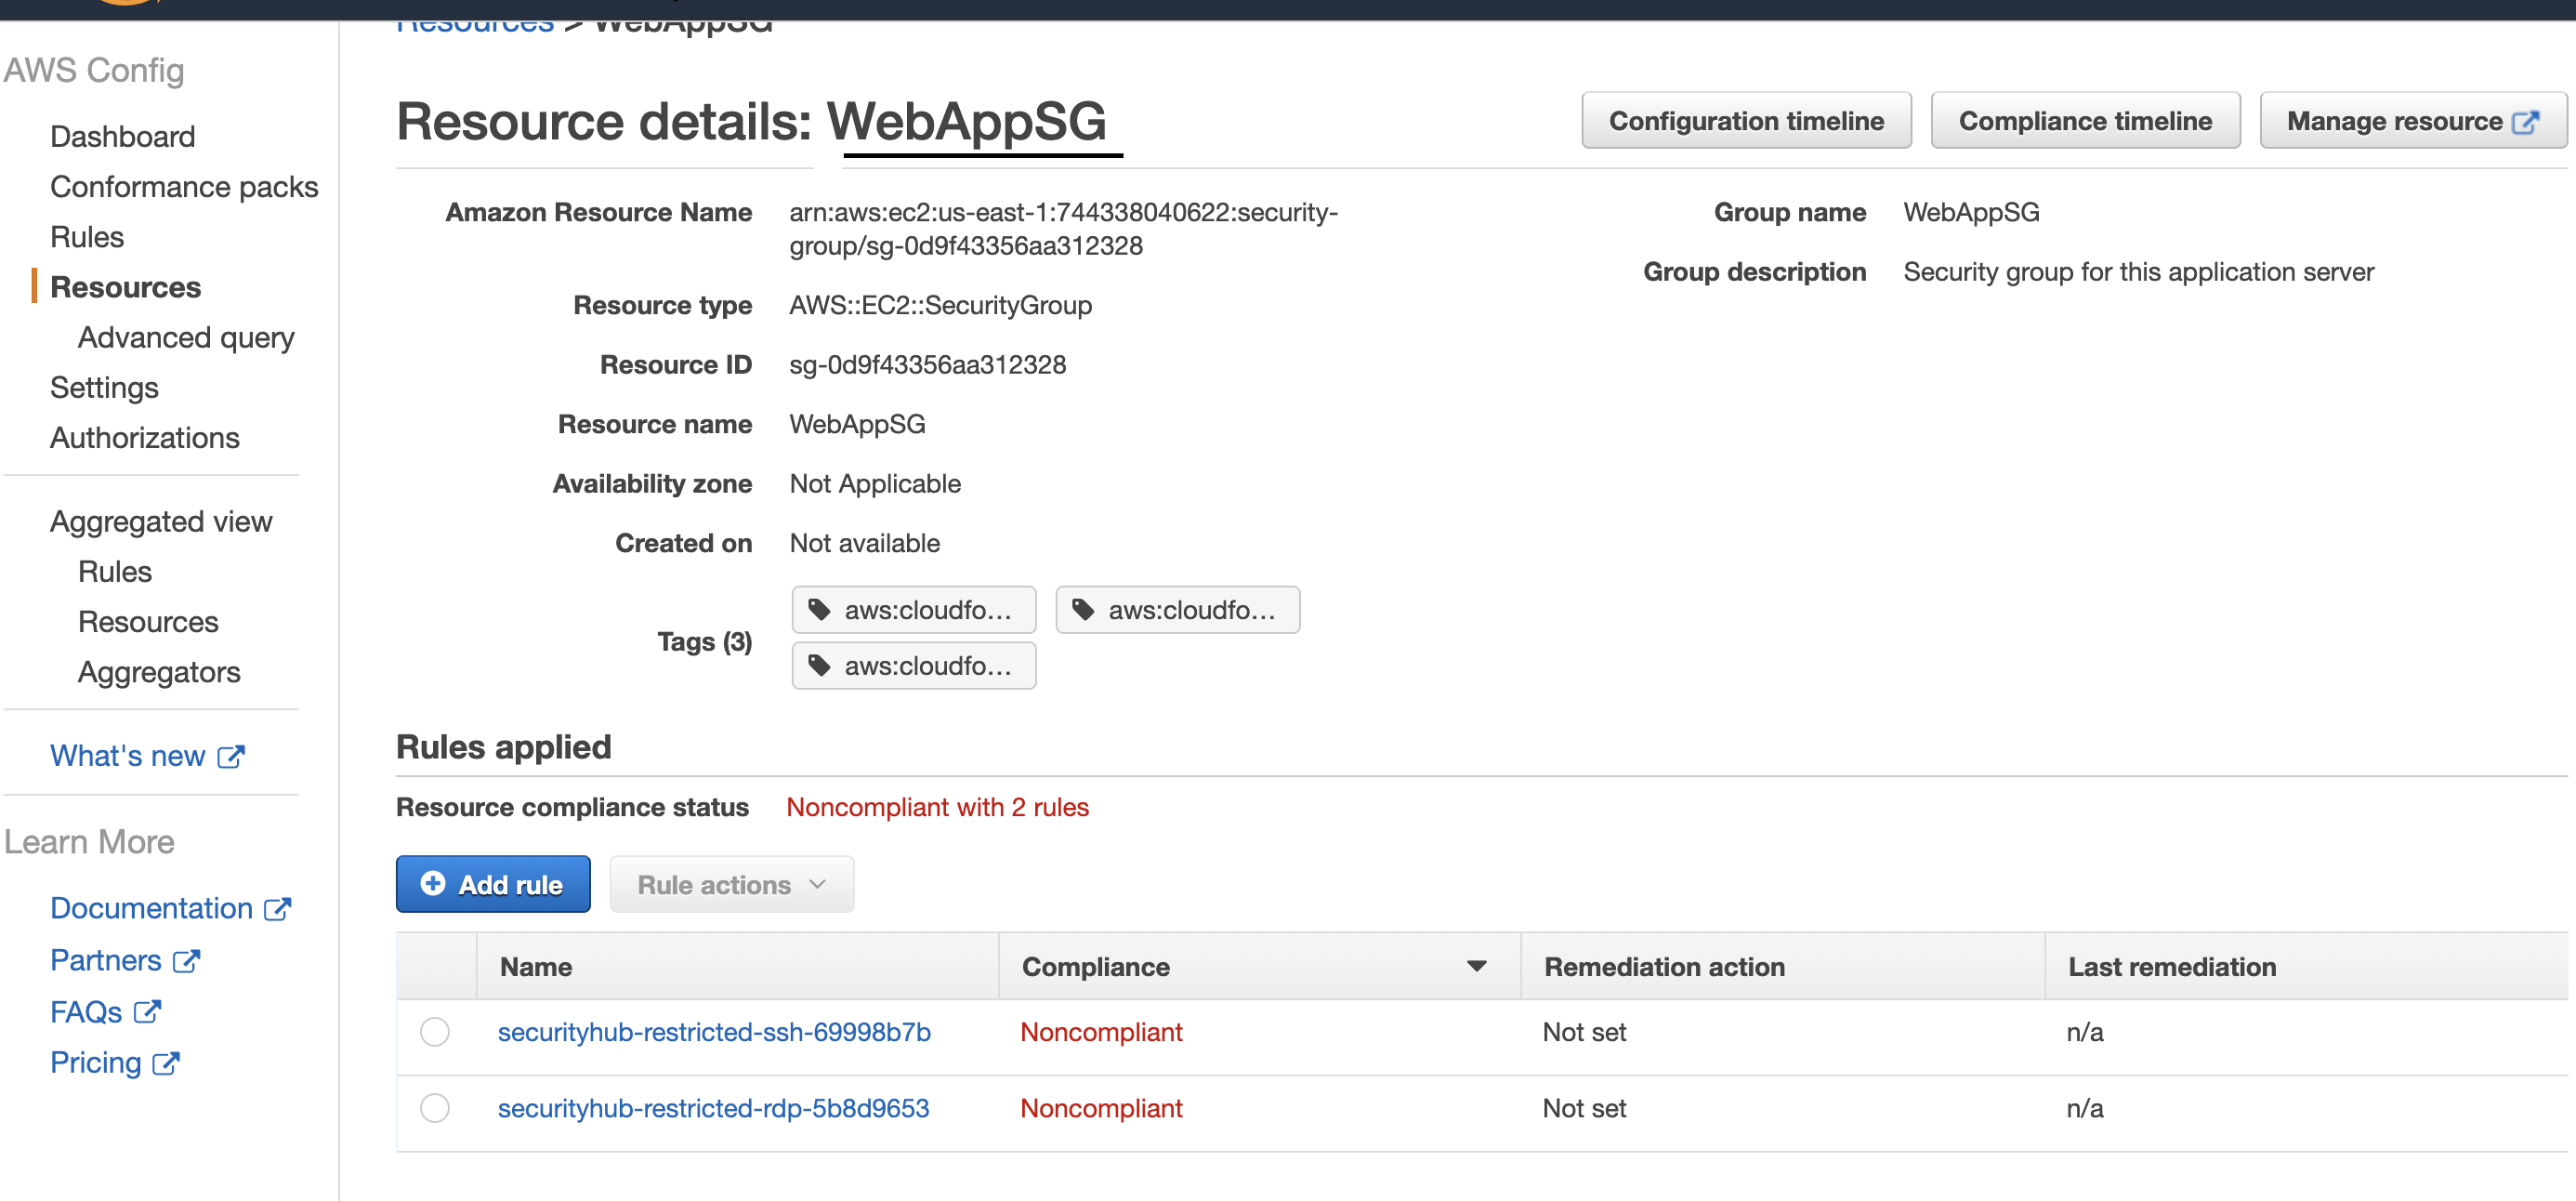 Resources > WebAppSG
AWS Config
Dashboard
Conformance packs
Rules
Resources
Advanced query
Settings
Authorizations
Aggregated view
Rules
Resources
Aggregators
What's new
Learn More
Documentation
Partners
FAQs
Pricing
Resource details: WebAppSG
Configuration timeline
Compliance timeline
Manage resource
Amazon Resource Name arn:aws:ec2:us-east-1:744338040622:security-
group/sg-0d9f43356aa312328
Resource type AWS::EC2::SecurityGroup
Resource ID sg-0d9f43356aa312328
Resource name WebAppSG
Availability zone Not Applicable
Created on Not available
Tags (3) aws:cloudfo... aws:cloudfo...
aws:cloudfo...
Group name WebAppSG
Group description Security group for this application server
Rules applied
Resource compliance status Noncompliant with 2 rules
Add rule Rule actions
Name Compliance Remediation action Last remediation
securityhub-restricted-ssh-69998b7b Noncompliant Not set n/a
securityhub-restricted-rdp-5b8d9653 Noncompliant Not set n/a